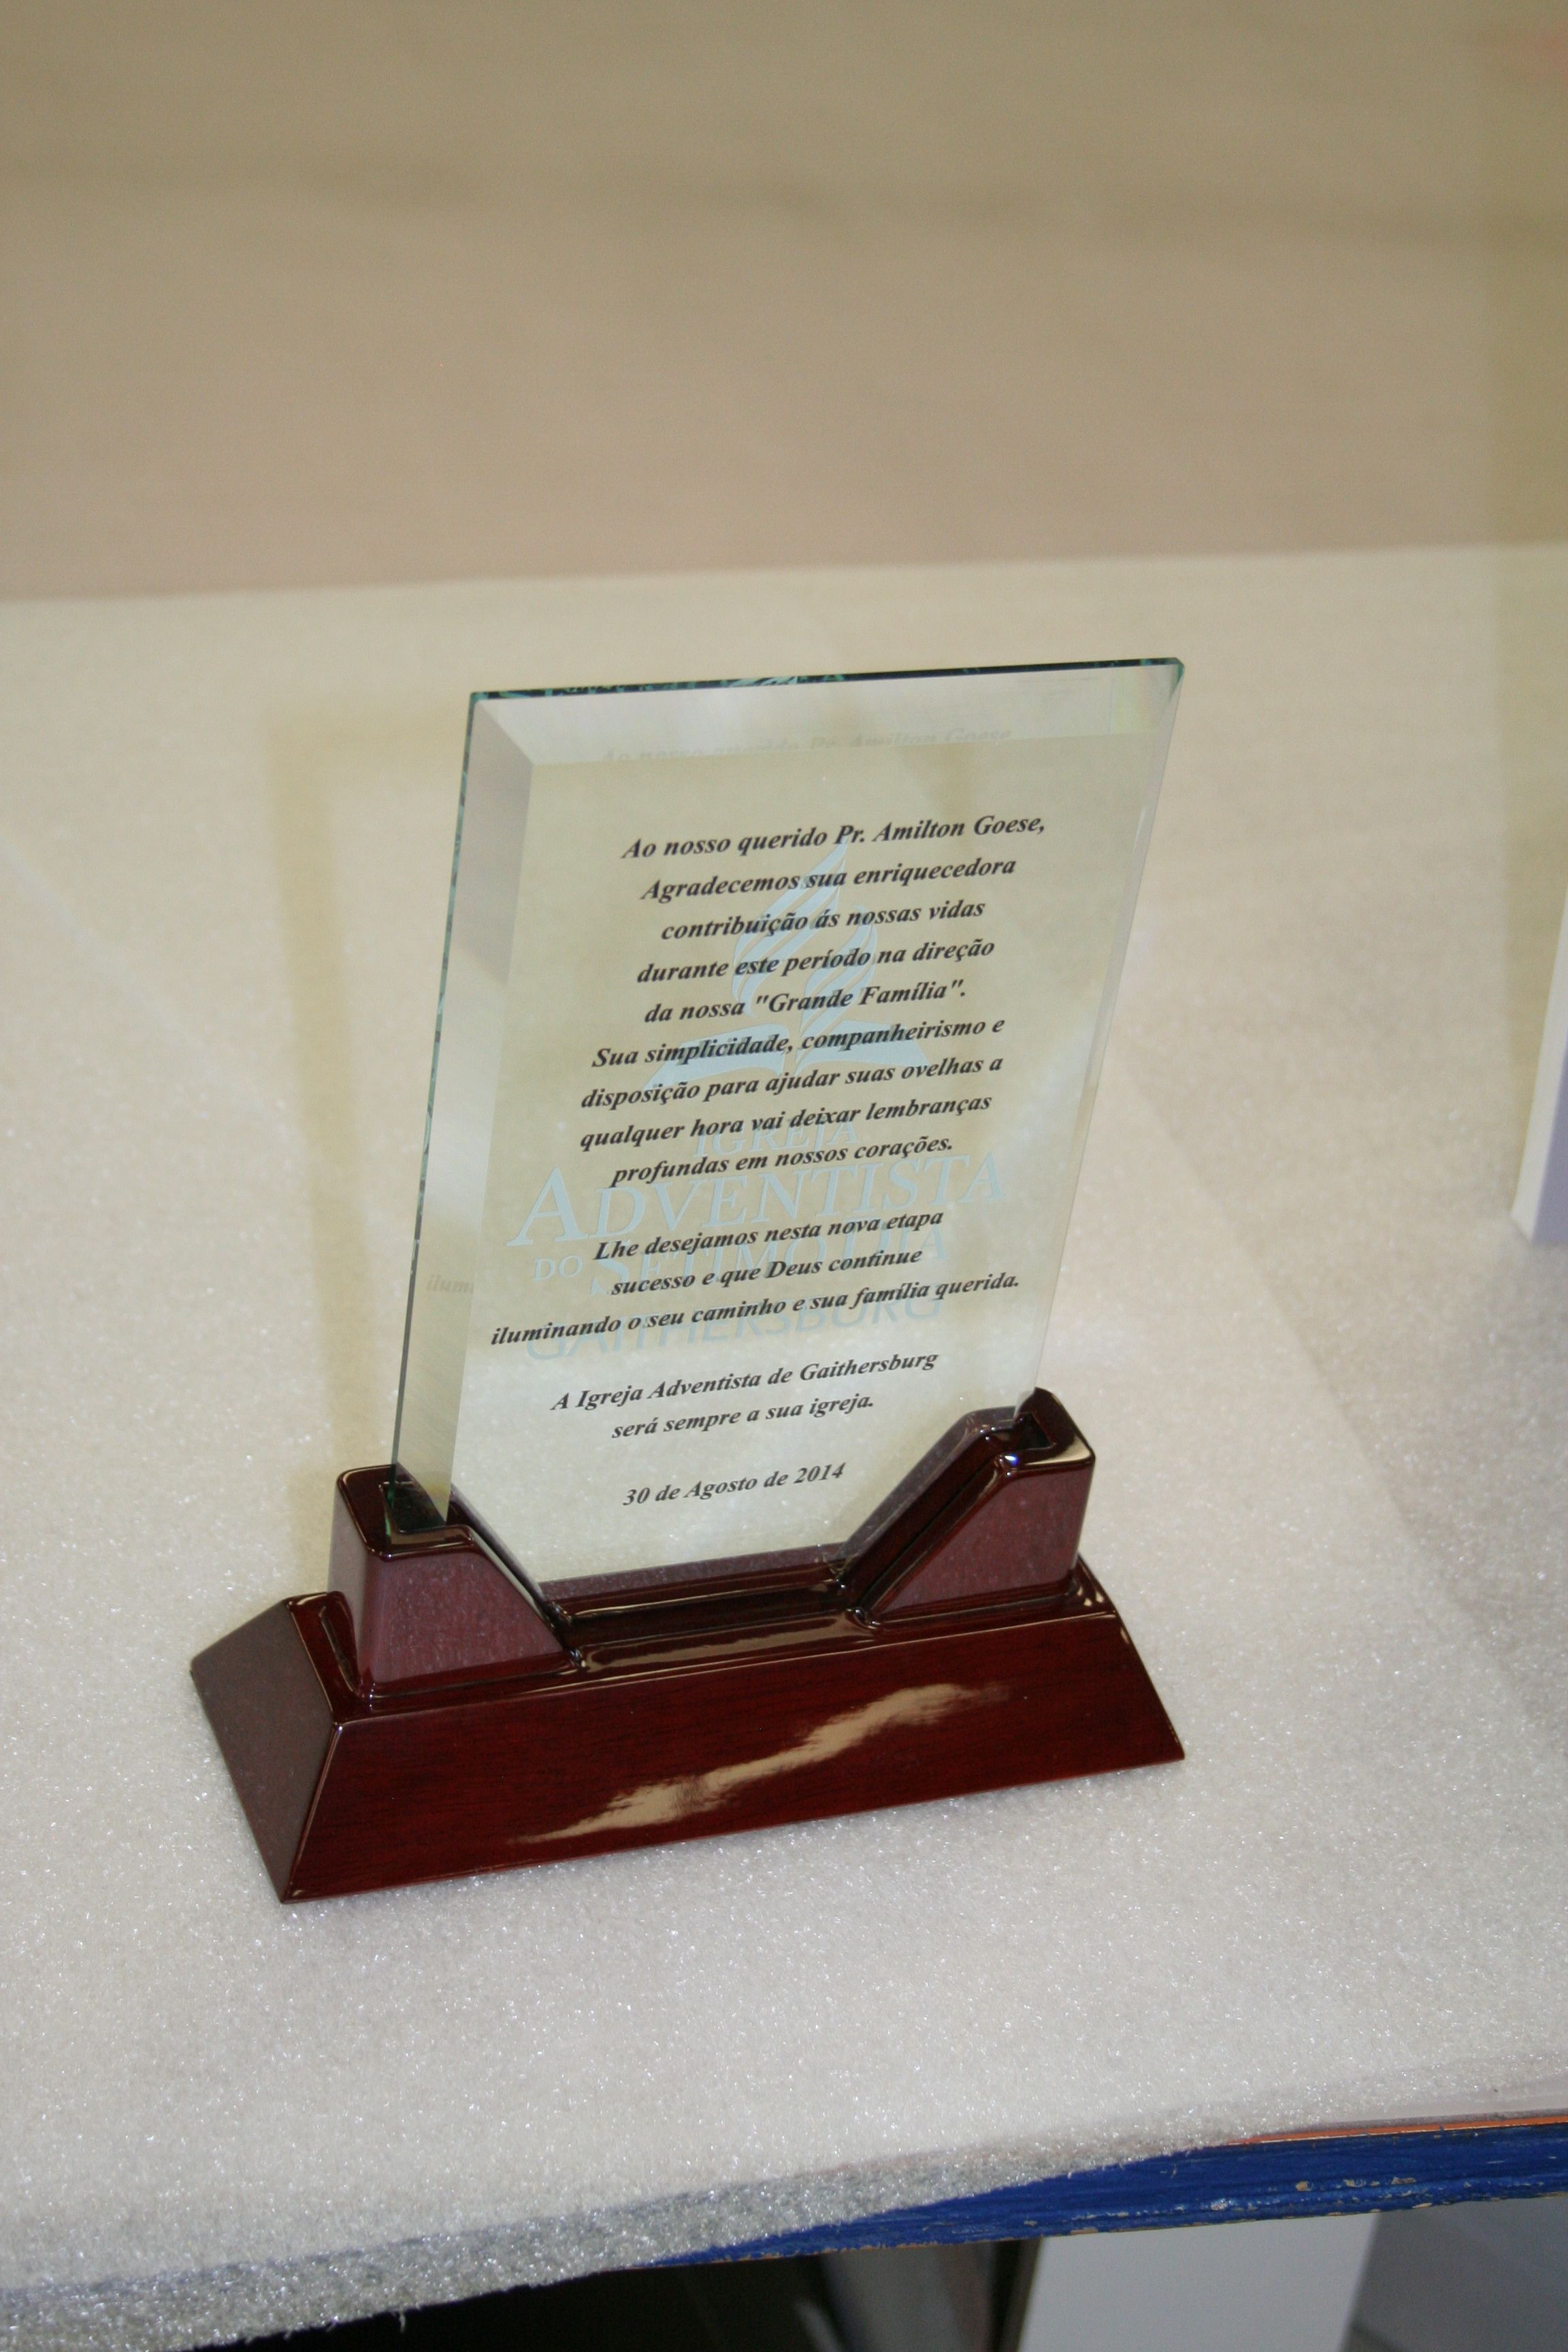 Ao nosso querido Pr. Amilton Goese,
Agradecemos sua enriquecedora
contribuição ás nossas vidas
durante este período na direção
da nossa "Grande Família".
Sua simplicidade, companheirismo e
disposição para ajudar suas ovelhas a
qualquer hora vai deixar lembranças
profundas em nossos corações.
IGREJA
ADVENTISTA
DO SÉTIMO DIA
GAITHERSBURG
Lhe desejamos nesta nova etapa
sucesso e que Deus continue
iluminando o seu caminho e sua família querida.
A Igreja Adventista de Gaithersburg
será sempre a sua igreja.
30 de Agosto de 2014